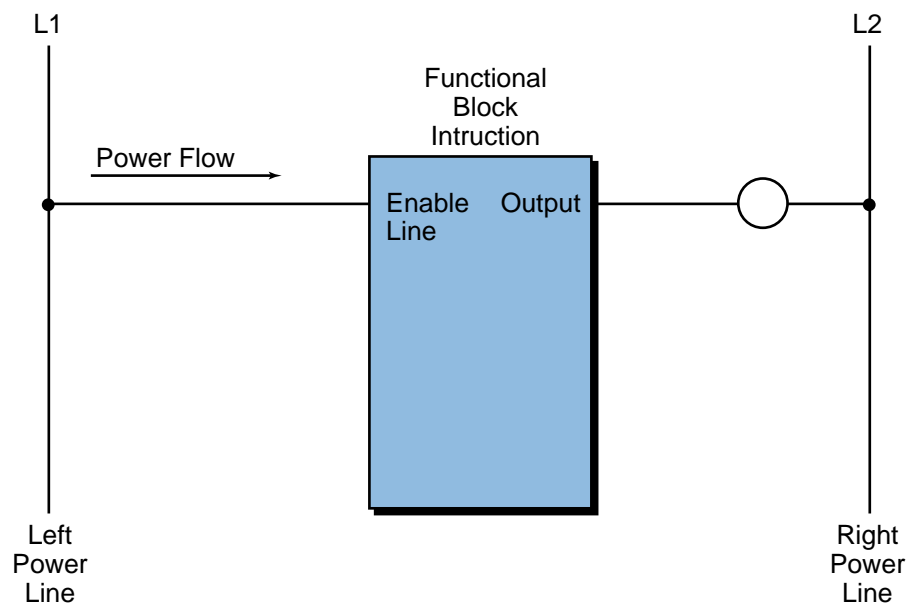 L1
L2
Functional
Block
Intruction
Power Flow
Enable Output
Line
Left
Power
Line
Right
Power
Line